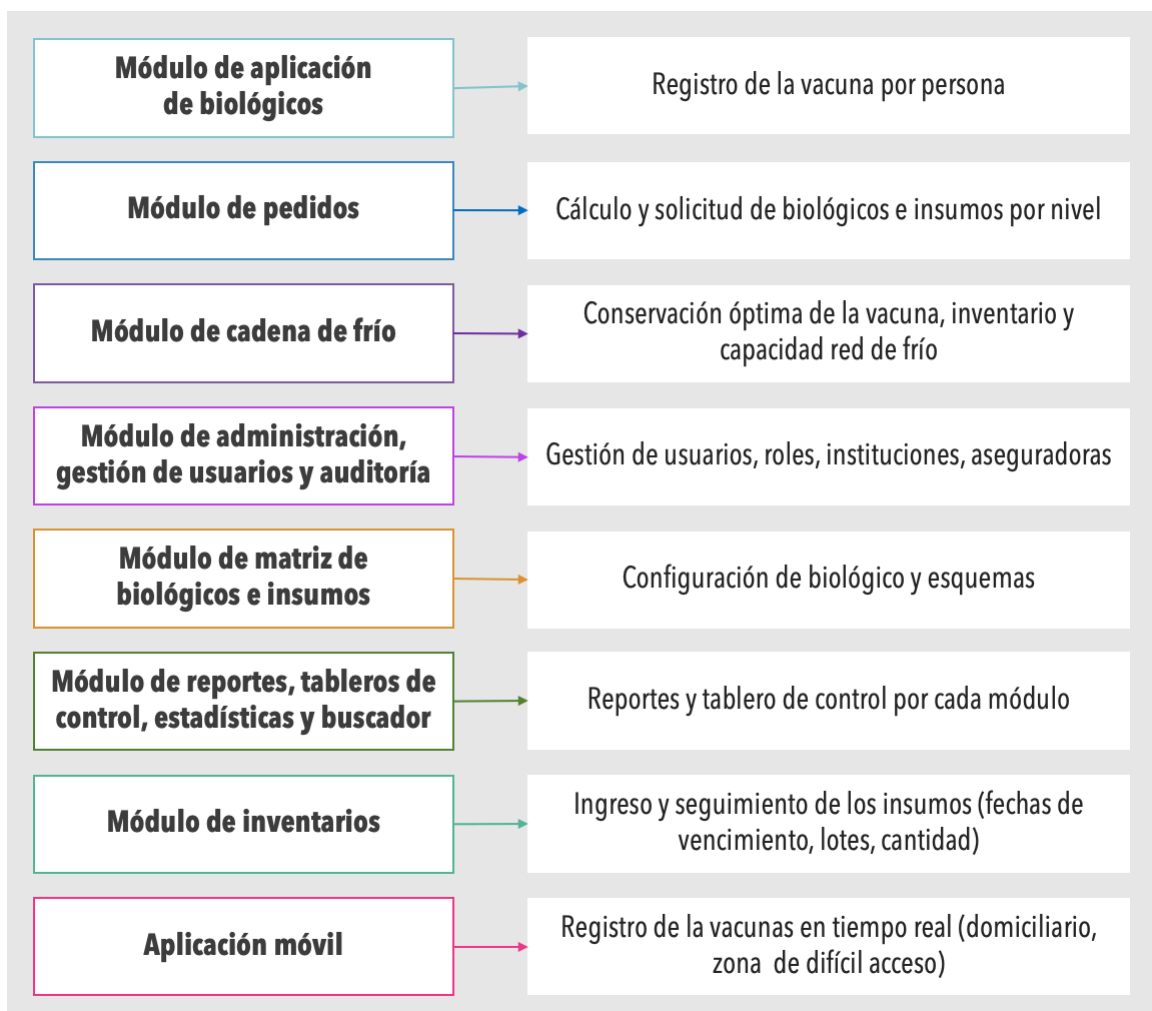 Módulo de aplicación
de biológicos
Registro de la vacuna por persona
Módulo de pedidos
Cálculo y solicitud de biológicos e insumos por nivel
Módulo de cadena de frío
Conservación óptima de la vacuna, inventario y
capacidad red de frío
Módulo de administración,
gestión de usuarios y auditoría
Gestión de usuarios, roles, instituciones, aseguradoras
Módulo de matriz de
biológicos e insumos
Configuración de biológico y esquemas
Módulo de reportes, tableros de
control, estadísticas y buscador
Reportes y tablero de control por cada módulo
Módulo de inventarios
Ingreso y seguimiento de los insumos (fechas de
vencimiento, lotes, cantidad)
Aplicación móvil
Registro de la vacunas en tiempo real (domiciliario,
zona de difícil acceso)